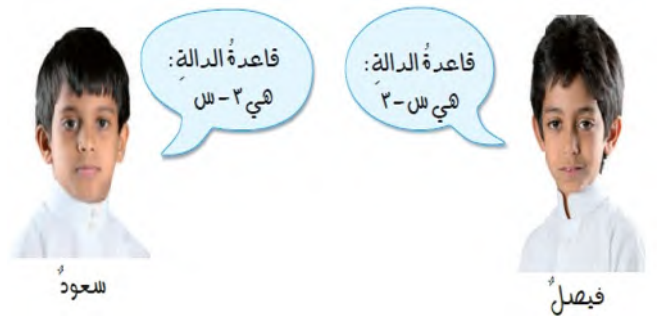 قاعدةُ الدالةِ:
هي س - ٣
قاعدةُ الدالةِ:
هي ٣ - س
فيصلٌ
سعودٌ